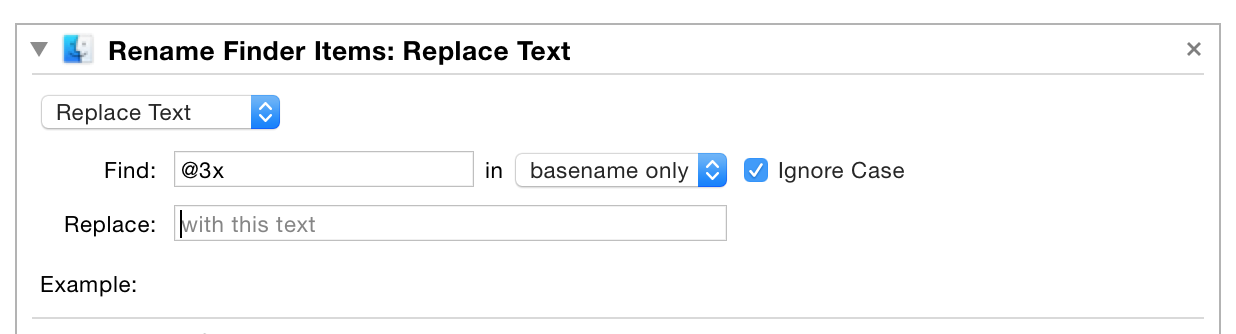 Rename Finder Items: Replace Text
Replace Text
Find: @3x in basename only Ignore Case
Replace: with this text
Example: